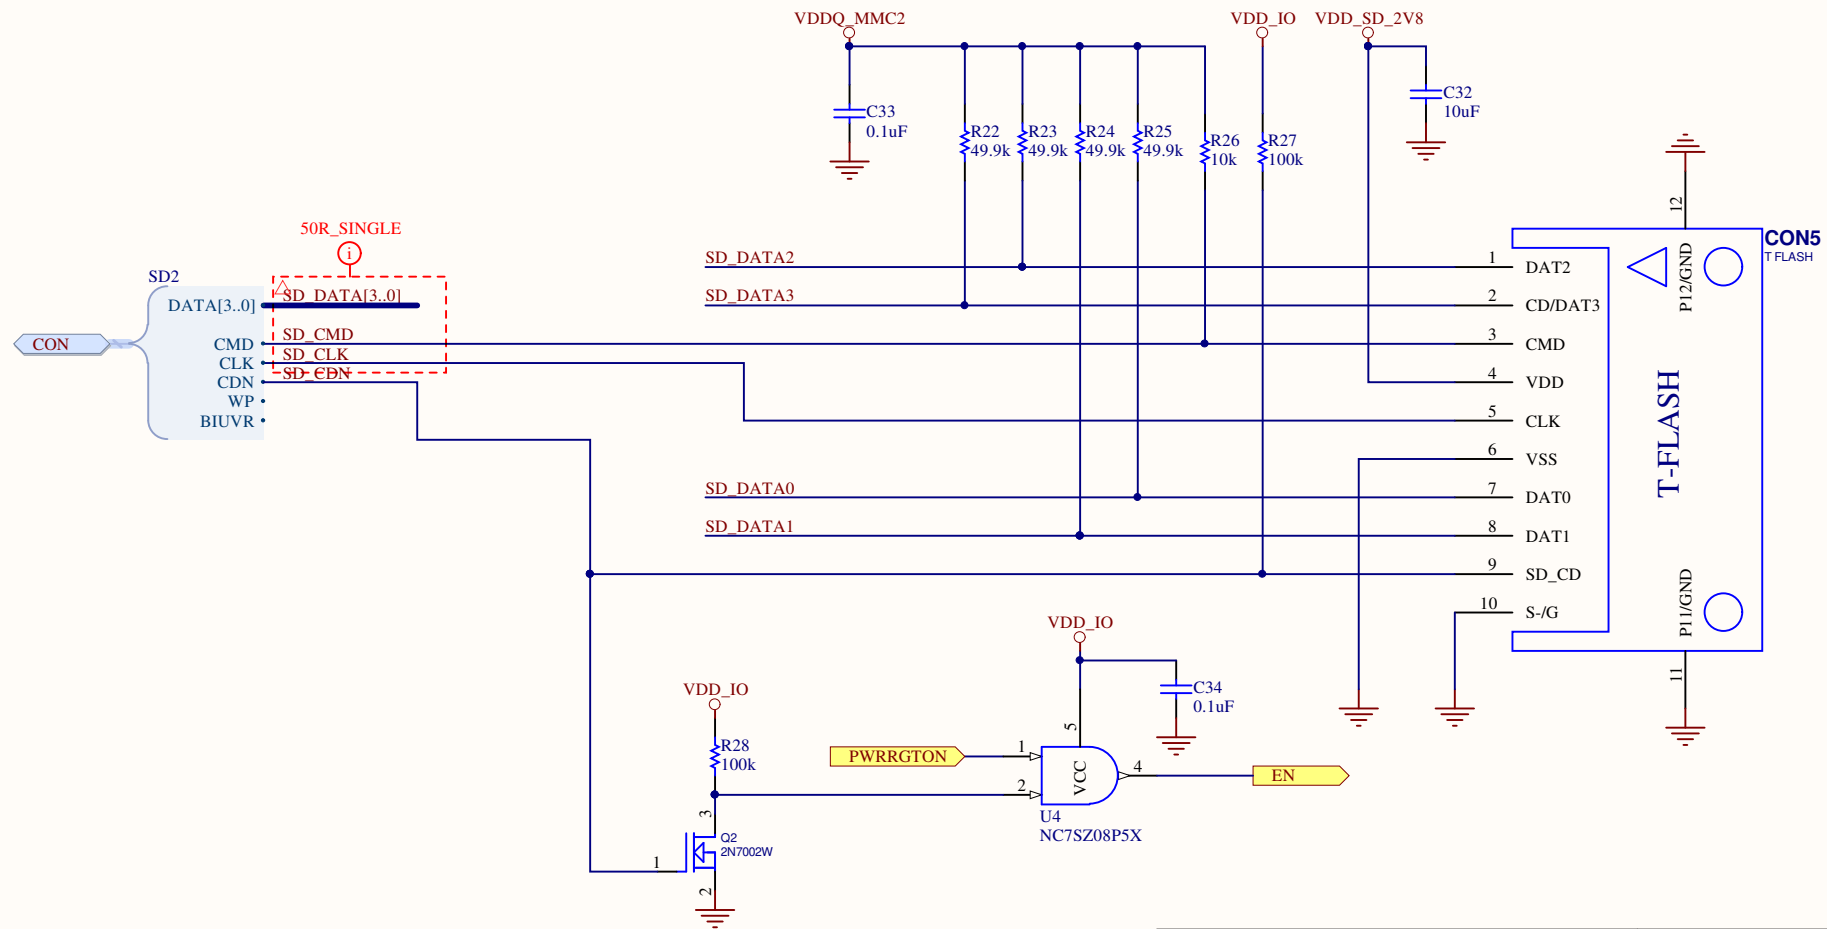 VDDQ_MMC2
VDD_IO
VDD_SD_2V8
C33
0.1uF
R22
49.9k
R23
49.9k
R24
49.9k
R25
49.9k
R26
10k
R27
100k
C32
10uF
50R_SINGLE
i
SD2
DATA[3..0]
SD_DATA[3..0]
CON
CMD
SD_CMD
CLK
SD_CLK
CDN
SD_CDN
WP
BIUVR
SD_DATA2
SD_DATA3
SD_DATA0
SD_DATA1
12
CON5
T FLASH
P12/GND
1 DAT2
2 CD/DAT3
3 CMD
4 VDD
5 CLK
6 VSS
7 DAT0
8 DAT1
9 SD_CD
10 S-/G
T-FLASH
P11/GND
11
VDD_IO
C34
0.1uF
VDD_IO
R28
100k
PWRRGTON
1
2
5
VCC
4
EN
U4
NC7SZ08P5X
3
Q2
2N7002W
1
2